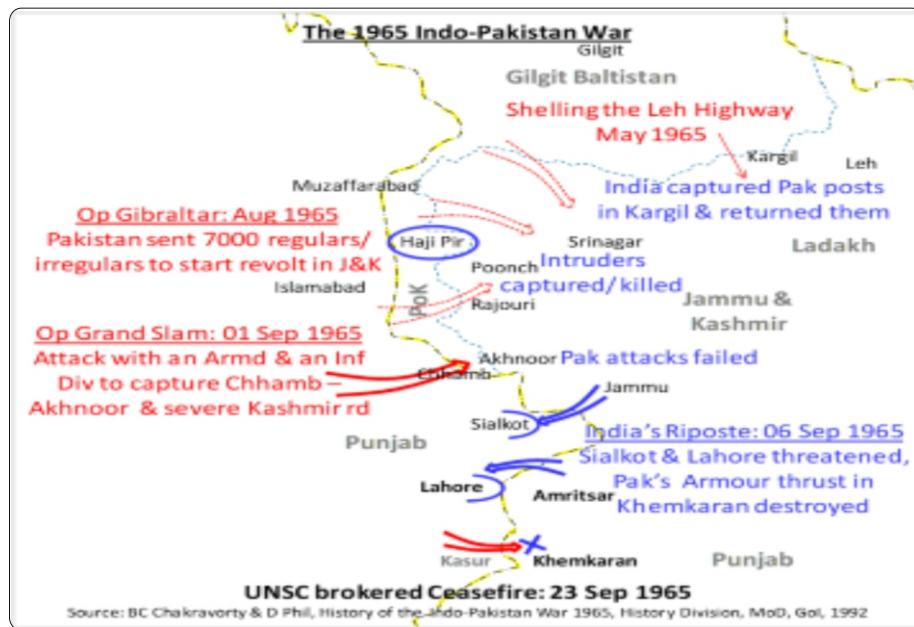 The 1965 Indo-Pakistan War
Gilgit
Gilgit Baltistan
Shelling the Leh Highway
May 1965
Kargil
Leh
Muzaffarabad
India captured Pak posts
in Kargil & returned them
Op Gibraltar: Aug 1965
Pakistan sent 7000 regulars/
irregulars to start revolt in J&K
Haji Pir
Srinagar
Ladakh
Poonch
Intruders
captured/killed
Islamabad
PoK
Rajouri
Jammu &
Kashmir
Op Grand Slam: 01 Sep 1965
Attack with an Armd & an Inf
Div to capture Chhamb –
Akhnoor & severe Kashmir rd
Akhnoor
Pak attacks failed
Chhamb
Jammu
Sialkot
Punjab
India's Riposte: 06 Sep 1965
Sialkot & Lahore threatened,
Pak's Armour thrust in
Khemkaran destroyed
Lahore
Amritsar
Kasur
Khemkaran
Punjab
UNSC brokered Ceasefire: 23 Sep 1965
Source: BC Chakravorty & D Phil, History of the Indo-Pakistan War 1965, History Division, MoD, GoI, 1992